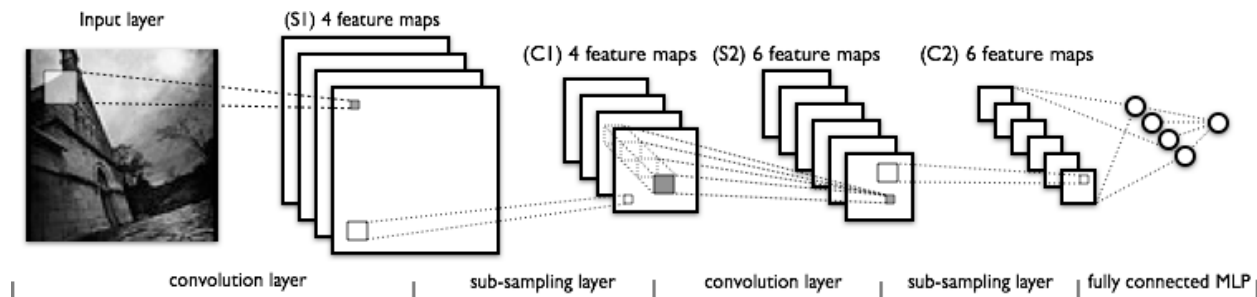 Input layer
(S1) 4 feature maps
(C1) 4 feature maps
(S2) 6 feature maps
(C2) 6 feature maps
convolution layer
sub-sampling layer
convolution layer
sub-sampling layer
fully connected MLP